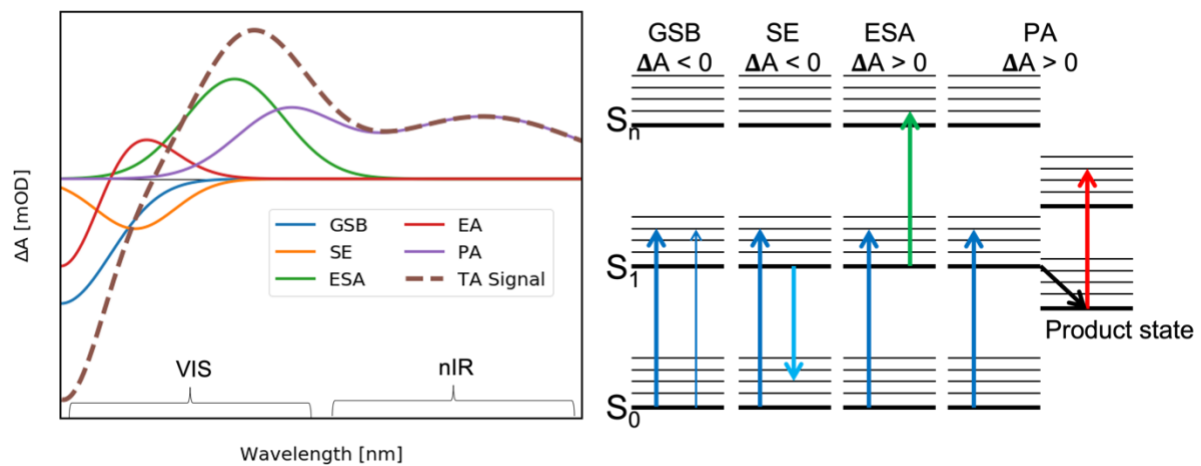 ΔA [mOD]
GSB
SE
ESA
EA
PA
TA Signal
VIS
nIR
Wavelength [nm]
GSB
ΔA < 0
SE
ΔA < 0
ESA
ΔA > 0
PA
ΔA > 0
Sn
S1
Product state
S0